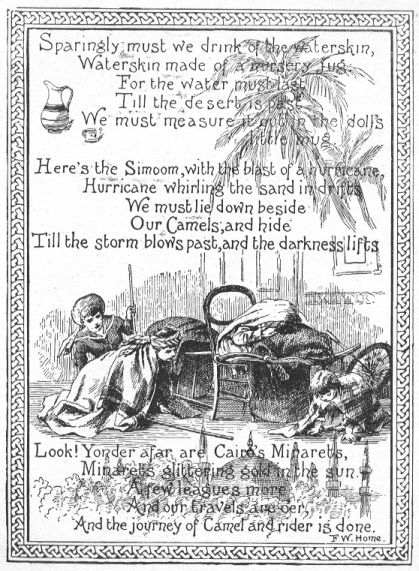 Sparingly must we drink of the waterskin,
Waterskin made of a nursery jug;
For the water must last
Till the desert is past
We must measure it out in the doll's
little mug.
Here's the Simoom, with the blast of a hurricane,
Hurricane whirling the sand in drifts
We must lie down beside
Our Camels, and hide
Till the storm blows past, and the darkness lifts
Look! Yonder afar are Cairo's Minarets,
Minarets glittering gold in the sun.
A few leagues more
And our travels are o'er,
And the journey of Camel and rider is done.
F. W. Home.